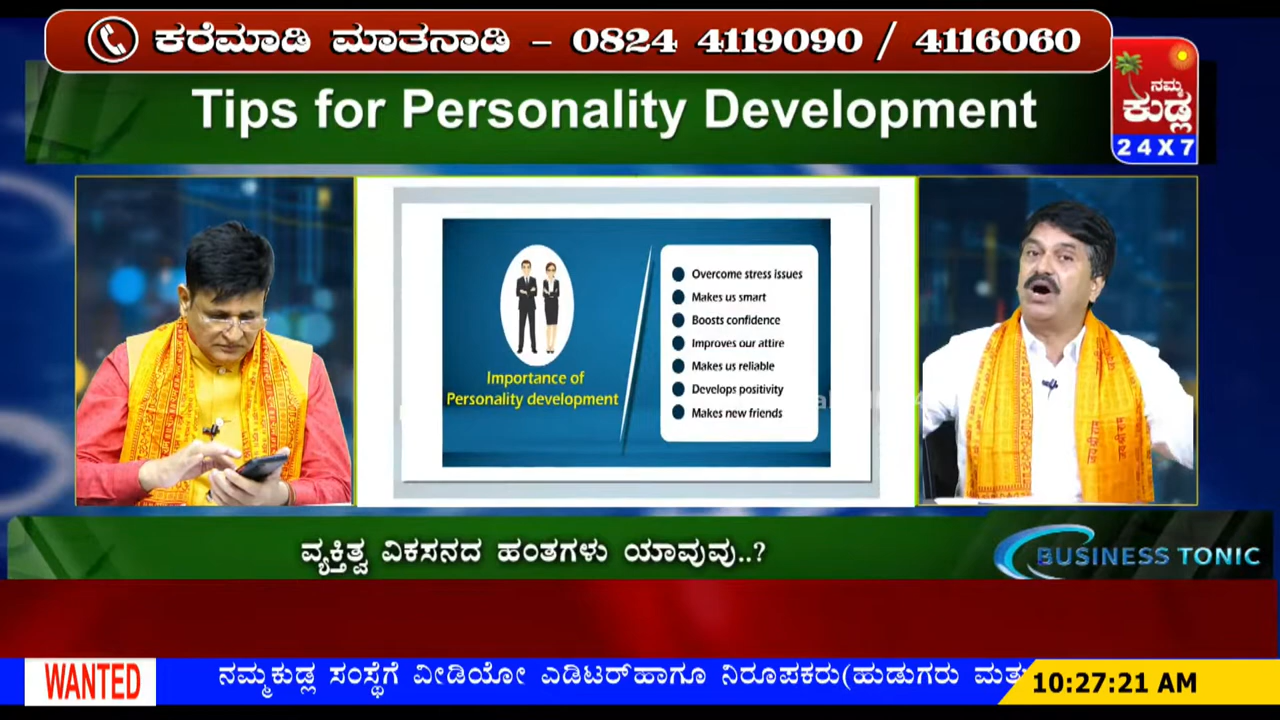 ಕರೆಮಾಡಿ ಮಾತನಾಡಿ – 0824 4119090 / 4116060
Tips for Personality Development
ನಮ್ಮ
ಕುಡ್ಲ
24X7
Importance of
Personality development
Overcome stress issues
Makes us smart
Boosts confidence
Improves our attire
Makes us reliable
Develops positivity
Makes new friends
ವ್ಯಕ್ತಿತ್ವ ವಿಕಸನದ ಹಂತಗಳು ಯಾವುವು..?
BUSINESS TONIC
WANTED
ನಮ್ಮಕುಡ್ಲ ಸಂಸ್ಥೆಗೆ ವೀಡಿಯೋ ಎಡಿಟರ್‌ಹಾಗೂ ನಿರೂಪಕರು(ಹುಡುಗರು
10:27:21 AM